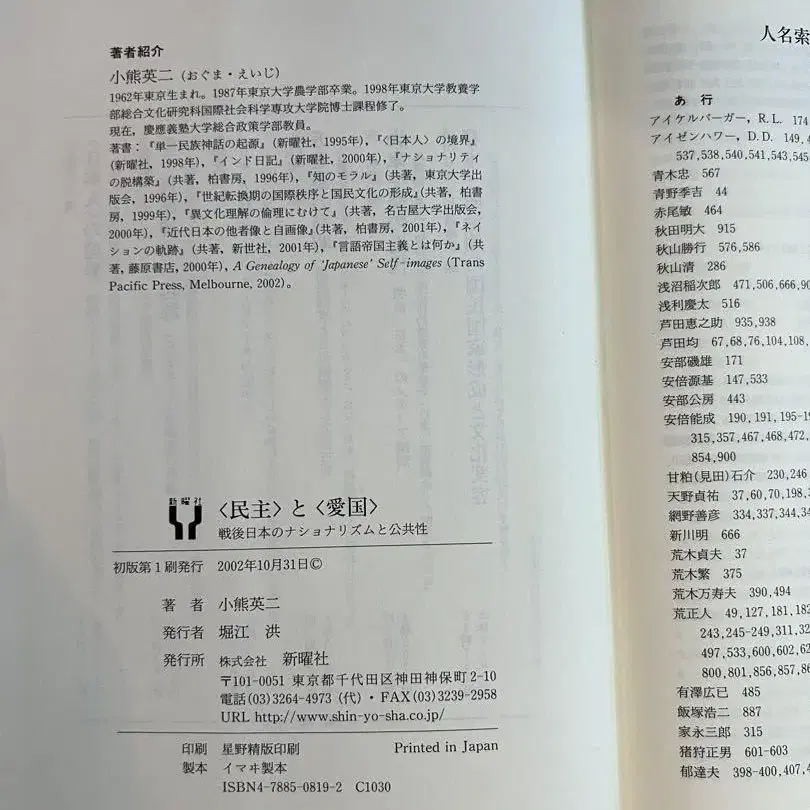 著者紹介
小熊英二（おぐま・えいじ）
1962年東京生まれ。1987年東京大学農学部卒業。1998年東京大学教養学
部総合文化研究科国際社会科学専攻大学院博士課程修了。
現在，慶應義塾大学総合政策学部教員。
著書：『単一民族神話の起源』（新曜社，1995年），『〈日本人〉の境界』
（新曜社，1998年），『インド日記』（新曜社，2000年），『ナショナリティ
の脱構築』（共著，柏書房，1996年），『知のモラル』（共著，東京大学出
版会，1996年），『世紀転換期の国際秩序と国民文化の形成』（共著，柏書
房，1999年），『異文化理解の倫理にむけて』（共著，名古屋大学出版会，
2000年），『近代日本の他者像と自画像』（共著，柏書房，2001年），『ネイ
ションの軌跡』（共著，新世社，2001年），『言語帝国主義とは何か』（共
著，藤原書店，2000年），A Genealogy of 'Japanese' Self-images (Trans
Pacific Press, Melbourne, 2002)。
新曜社
〈民主〉と〈愛国〉
戦後日本のナショナリズムと公共性
初版第1刷発行 2002年10月31日©
著者 小熊英二
発行者 堀江 洪
発行所 株式会社 新曜社
〒101-0051 東京都千代田区神田神保町2-10
電話(03)3264-4973（代）・FAX(03)3239-2958
URL http://www.shin-yo-sha.co.jp/
印刷 星野精版印刷 Printed in Japan
製本 イマヰ製本
ISBN4-7885-0819-2 C1030
人名索
あ 行
アイケルバーガー，R.L. 174
アイゼンハワー，D.D. 149,4
537,538,540,541,543,545
青木忠 567
青野季吉 44
赤尾敏 464
秋田明大 915
秋山勝行 576,586
秋山清 286
浅沼稲次郎 471,506,666,90
浅利慶太 516
芦田恵之助 935,938
芦田均 67,68,76,104,108,
安部磯雄 171
安倍源基 147,533
安部公房 443
安倍能成 190,191,195-19
315,357,467,468,472,
854,900
甘粕(見田)石介 230,246
天野貞祐 37,60,70,198,3
網野善彦 334,337,344,34
新川明 666
荒木貞夫 37
荒木繁 375
荒木万寿夫 390,494
荒正人 49,127,181,182
243,245-249,311,32
497,533,600,602,62
800,801,856,857,86
有澤広巳 485
飯塚浩二 887
家永三郎 315
猪狩正男 601-603
郁達夫 398-400,407,4